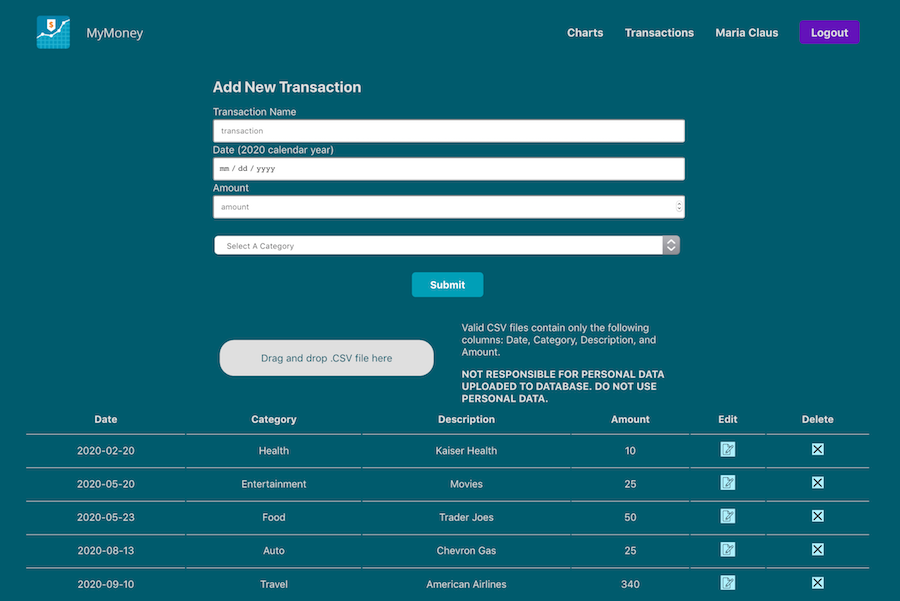 MyMoney
Charts Transactions Maria Claus Logout
Add New Transaction
Transaction Name
transaction
Date (2020 calendar year)
mm / dd / yyyy
Amount
amount
Select A Category
Submit
Drag and drop .CSV file here
Valid CSV files contain only the following
columns: Date, Category, Description, and
Amount.
NOT RESPONSIBLE FOR PERSONAL DATA
UPLOADED TO DATABASE. DO NOT USE
PERSONAL DATA.
Date Category Description Amount Edit Delete
2020-02-20 Health Kaiser Health 10
2020-05-20 Entertainment Movies 25
2020-05-23 Food Trader Joes 50
2020-08-13 Auto Chevron Gas 25
2020-09-10 Travel American Airlines 340